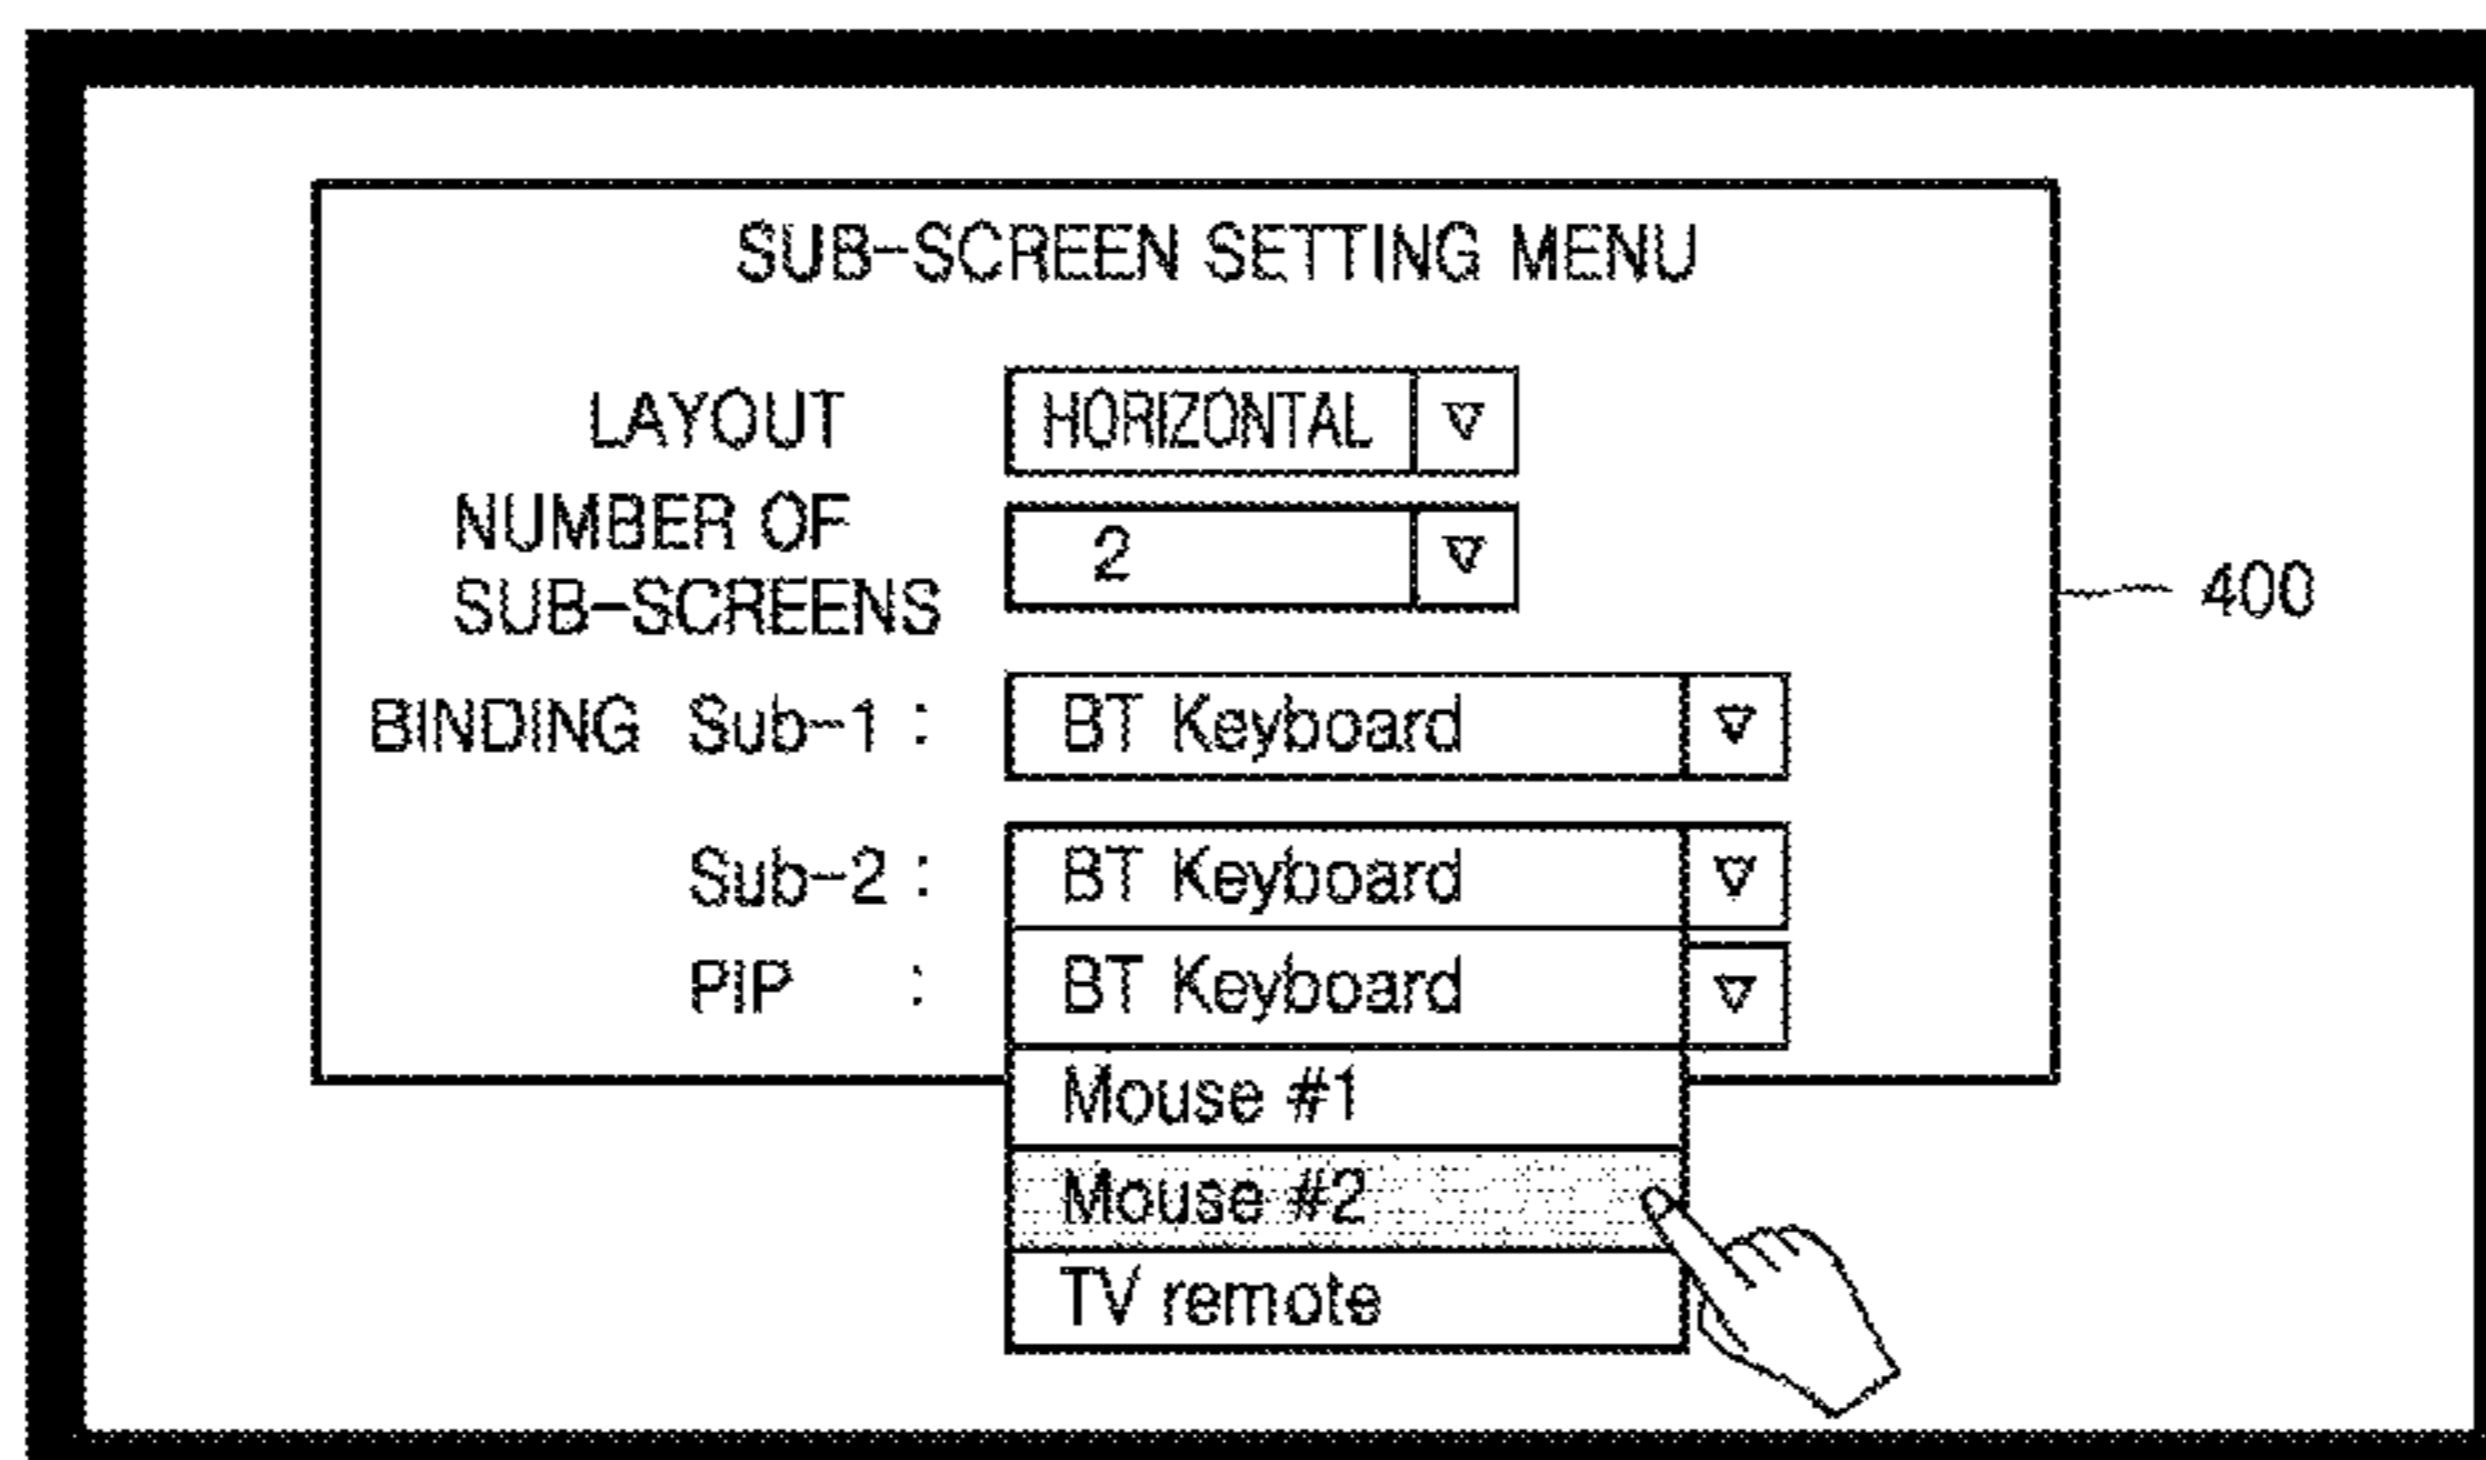 SUB-SCREEN SETTING MENU
LAYOUT HORIZONTAL
NUMBER OF
SUB-SCREENS 2
400
BINDING Sub-1 : BT Keyboard
Sub-2 : BT Keyboard
PIP : BT Keyboard
Mouse #1
Mouse #2
TV remote